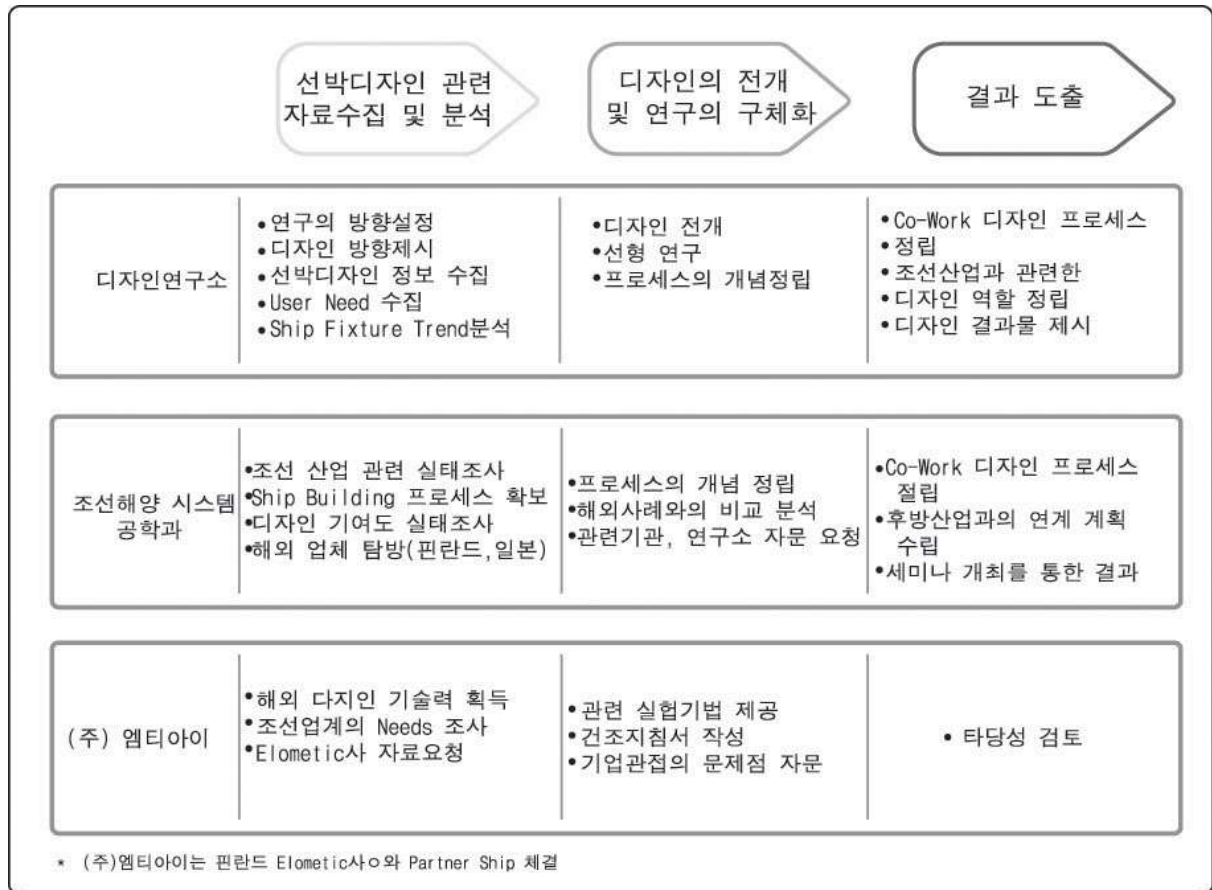 선박디자인 관련
자료수집 및 분석
디자인의 전개
및 연구의 구체화
결과 도출
디자인연구소
•연구의 방향설정
•디자인 방향제시
•선박디자인 정보 수집
•User Need 수집
•Ship Fixture Trend분석
•디자인 전개
•선형 연구
•프로세스의 개념정립
•Co-Work 디자인 프로세스
•정립
•조선산업과 관련한
•디자인 역할 정립
•디자인 결과물 제시
조선해양 시스템
공학과
•조선 산업 관련 실태조사
•Ship Building 프로세스 확보
•디자인 기여도 실태조사
•해외 업체 탐방(핀란드,일본)
•프로세스의 개념 정립
•해외사례와의 비교 분석
•관련기관, 연구소 자문 요청
•Co-Work 디자인 프로세스
절립
•후방산업과의 연계 계획
수립
•세미나 개최를 통한 결과
(주) 엠티아이
•해외 다지인 기술력 획득
•조선업계의 Needs 조사
•Elometic사 자료요청
•관련 실험기법 제공
•건조지침서 작성
•기업관접의 문제점 자문
• 타당성 검토
* (주)엠티아이는 핀란드 Elometic사ㅇ와 Partner Ship 체결